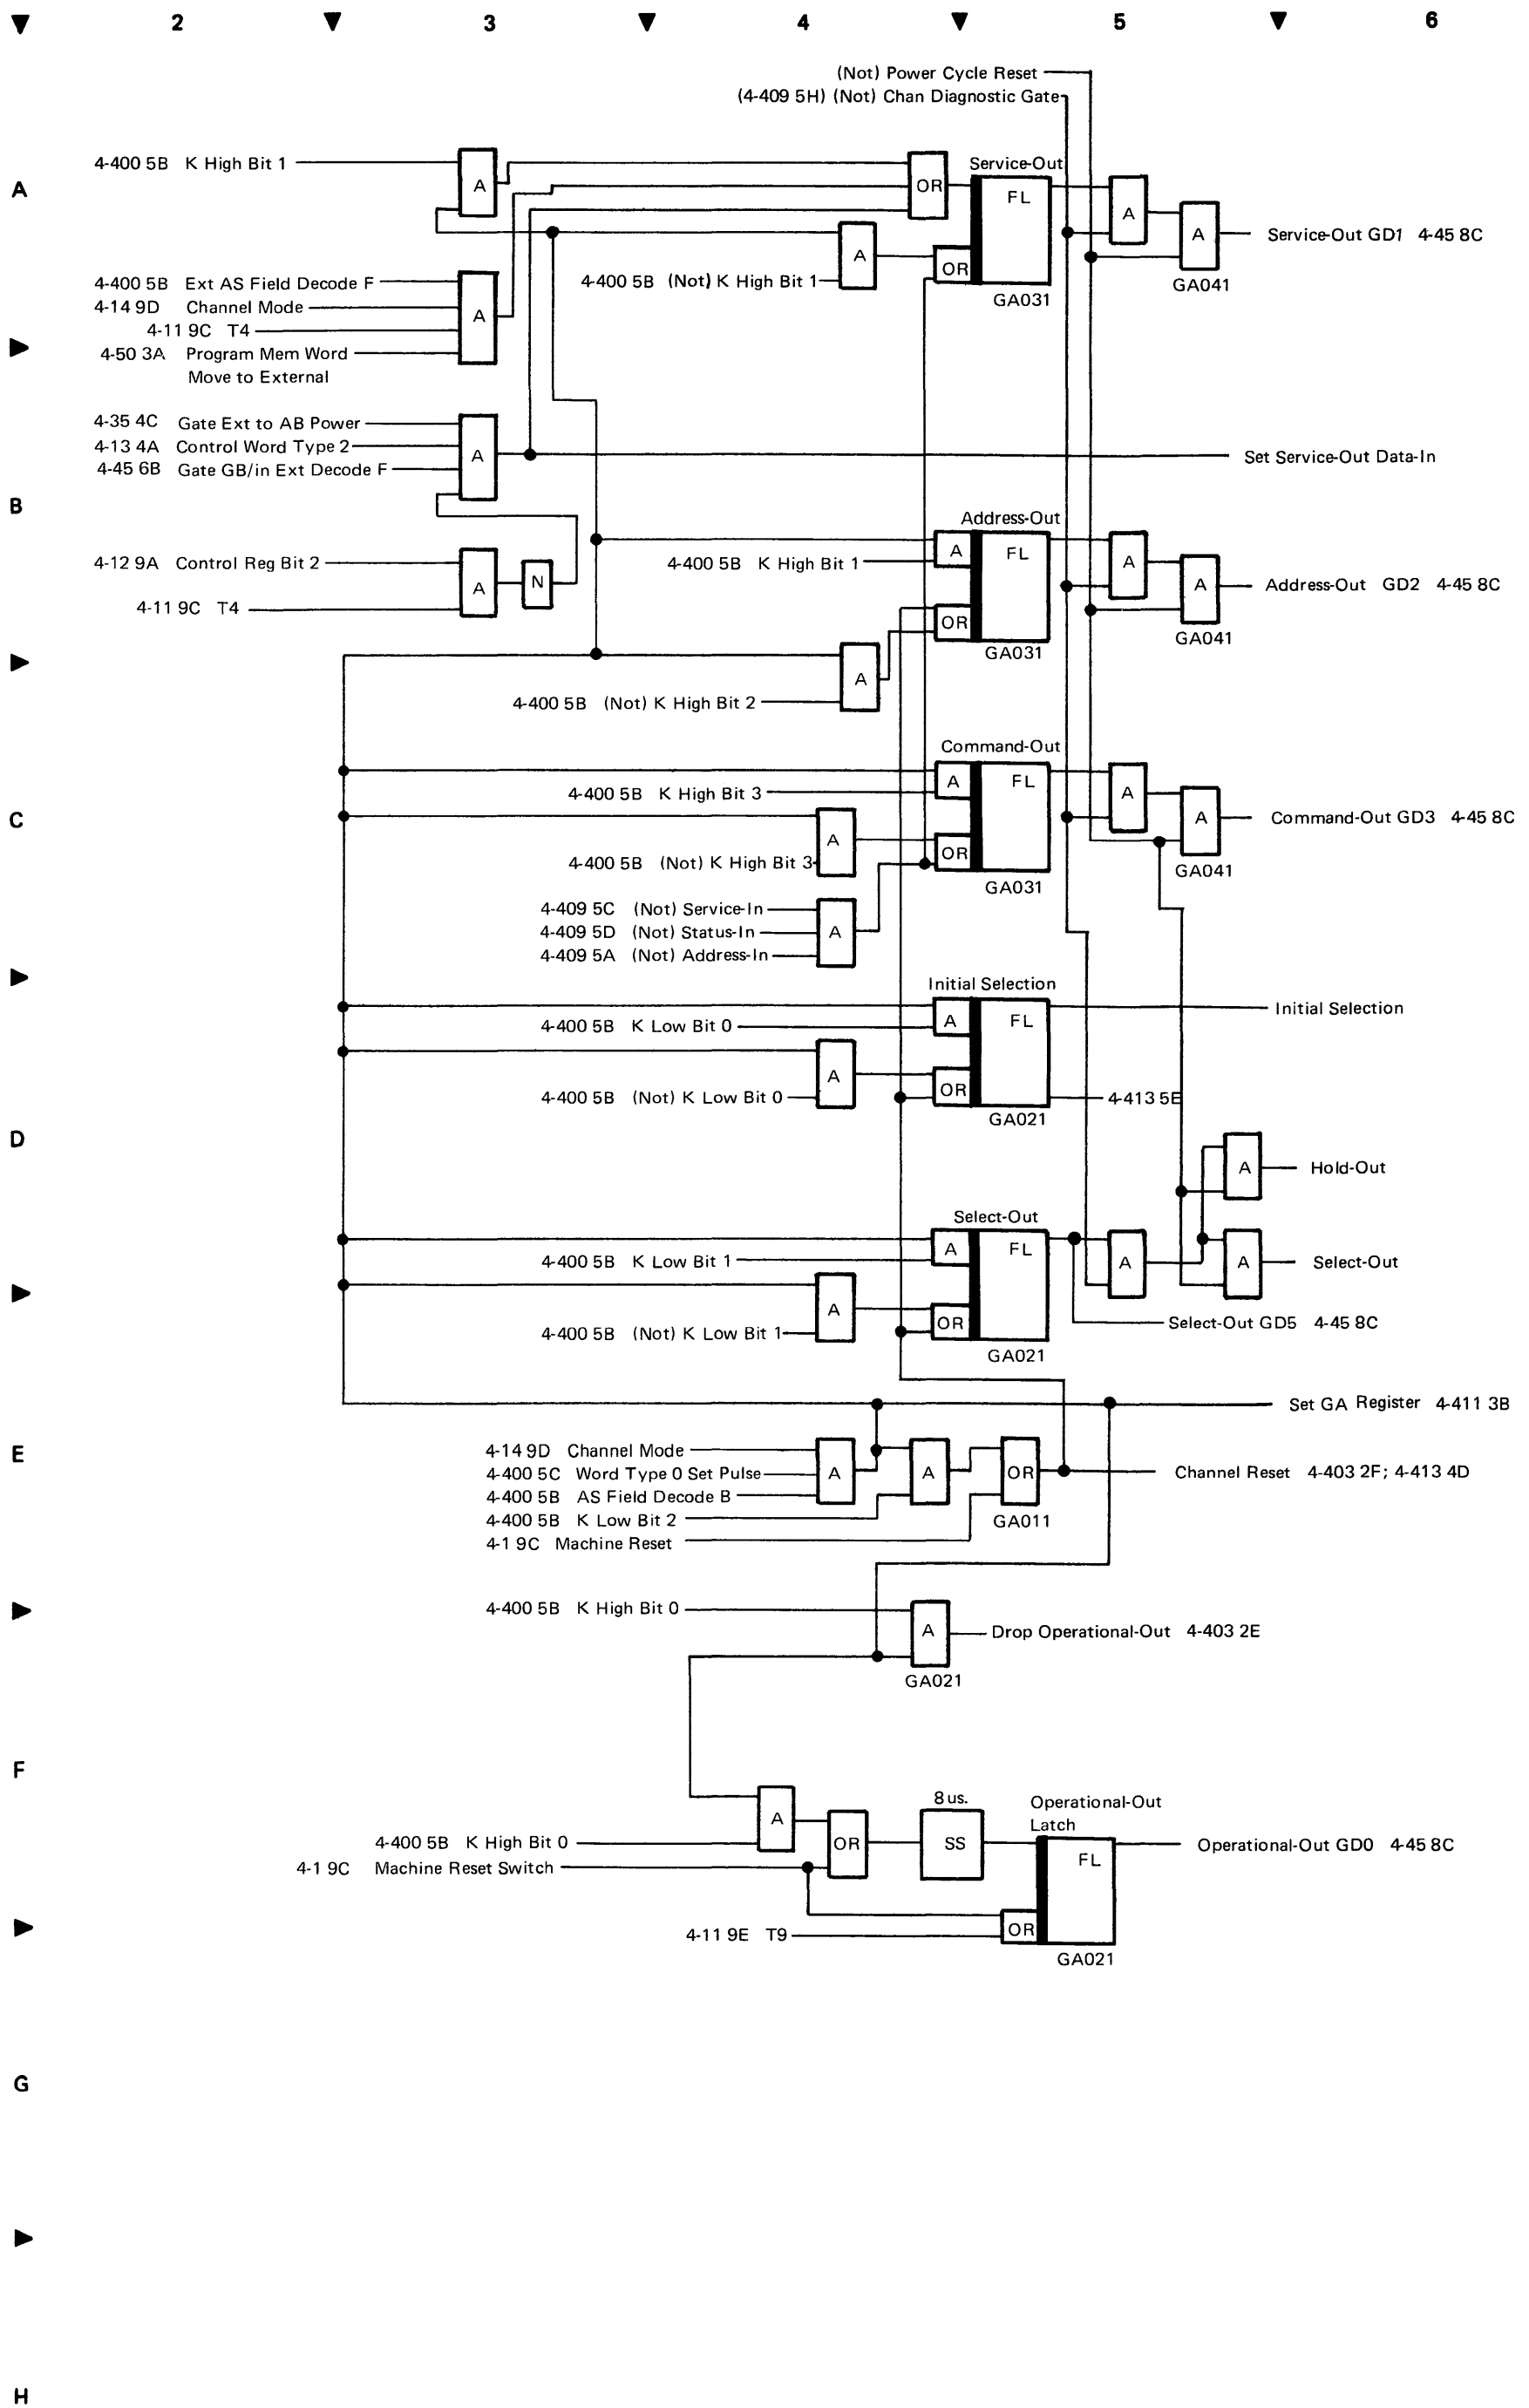 2 3 4 5 6
(Not) Power Cycle Reset
(4-409 5H) (Not) Chan Diagnostic Gate
A
4-400 5B K High Bit 1
A
OR
Service-Out
FL
A
A
Service-Out GD1 4-45 8C
A
4-400 5B (Not) K High Bit 1
OR
GA031
GA041
4-400 5B Ext AS Field Decode F
4-14 9D Channel Mode
4-11 9C T4
4-50 3A Program Mem Word
Move to External
A
4-35 4C Gate Ext to AB Power
4-13 4A Control Word Type 2
4-45 6B Gate GB/in Ext Decode F
A
Set Service-Out Data-In
B
4-12 9A Control Reg Bit 2
4-11 9C T4
A
N
Address-Out
4-400 5B K High Bit 1
A
FL
OR
GA031
A
A
Address-Out GD2 4-45 8C
GA041
4-400 5B (Not) K High Bit 2
A
C
Command-Out
4-400 5B K High Bit 3
A
FL
A
A
Command-Out GD3 4-45 8C
GA041
4-400 5B (Not) K High Bit 3
A
OR
GA031
4-409 5C (Not) Service-In
4-409 5D (Not) Status-In
4-409 5A (Not) Address-In
A
Initial Selection
4-400 5B K Low Bit 0
A
FL
Initial Selection
4-400 5B (Not) K Low Bit 0
A
OR
4-413 5E
GA021
D
A
Hold-Out
Select-Out
4-400 5B K Low Bit 1
A
FL
A
A
Select-Out
4-400 5B (Not) K Low Bit 1
A
OR
Select-Out GD5 4-45 8C
GA021
Set GA Register 4-411 3B
E
4-14 9D Channel Mode
4-400 5C Word Type 0 Set Pulse
4-400 5B AS Field Decode B
4-400 5B K Low Bit 2
4-1 9C Machine Reset
A
A
OR
GA011
Channel Reset 4-403 2F; 4-413 4D
4-400 5B K High Bit 0
A
Drop Operational-Out 4-403 2E
GA021
F
4-400 5B K High Bit 0
4-1 9C Machine Reset Switch
A
OR
8 us.
SS
Operational-Out
Latch
FL
Operational-Out GD0 4-45 8C
4-11 9E T9
OR
GA021
G
H